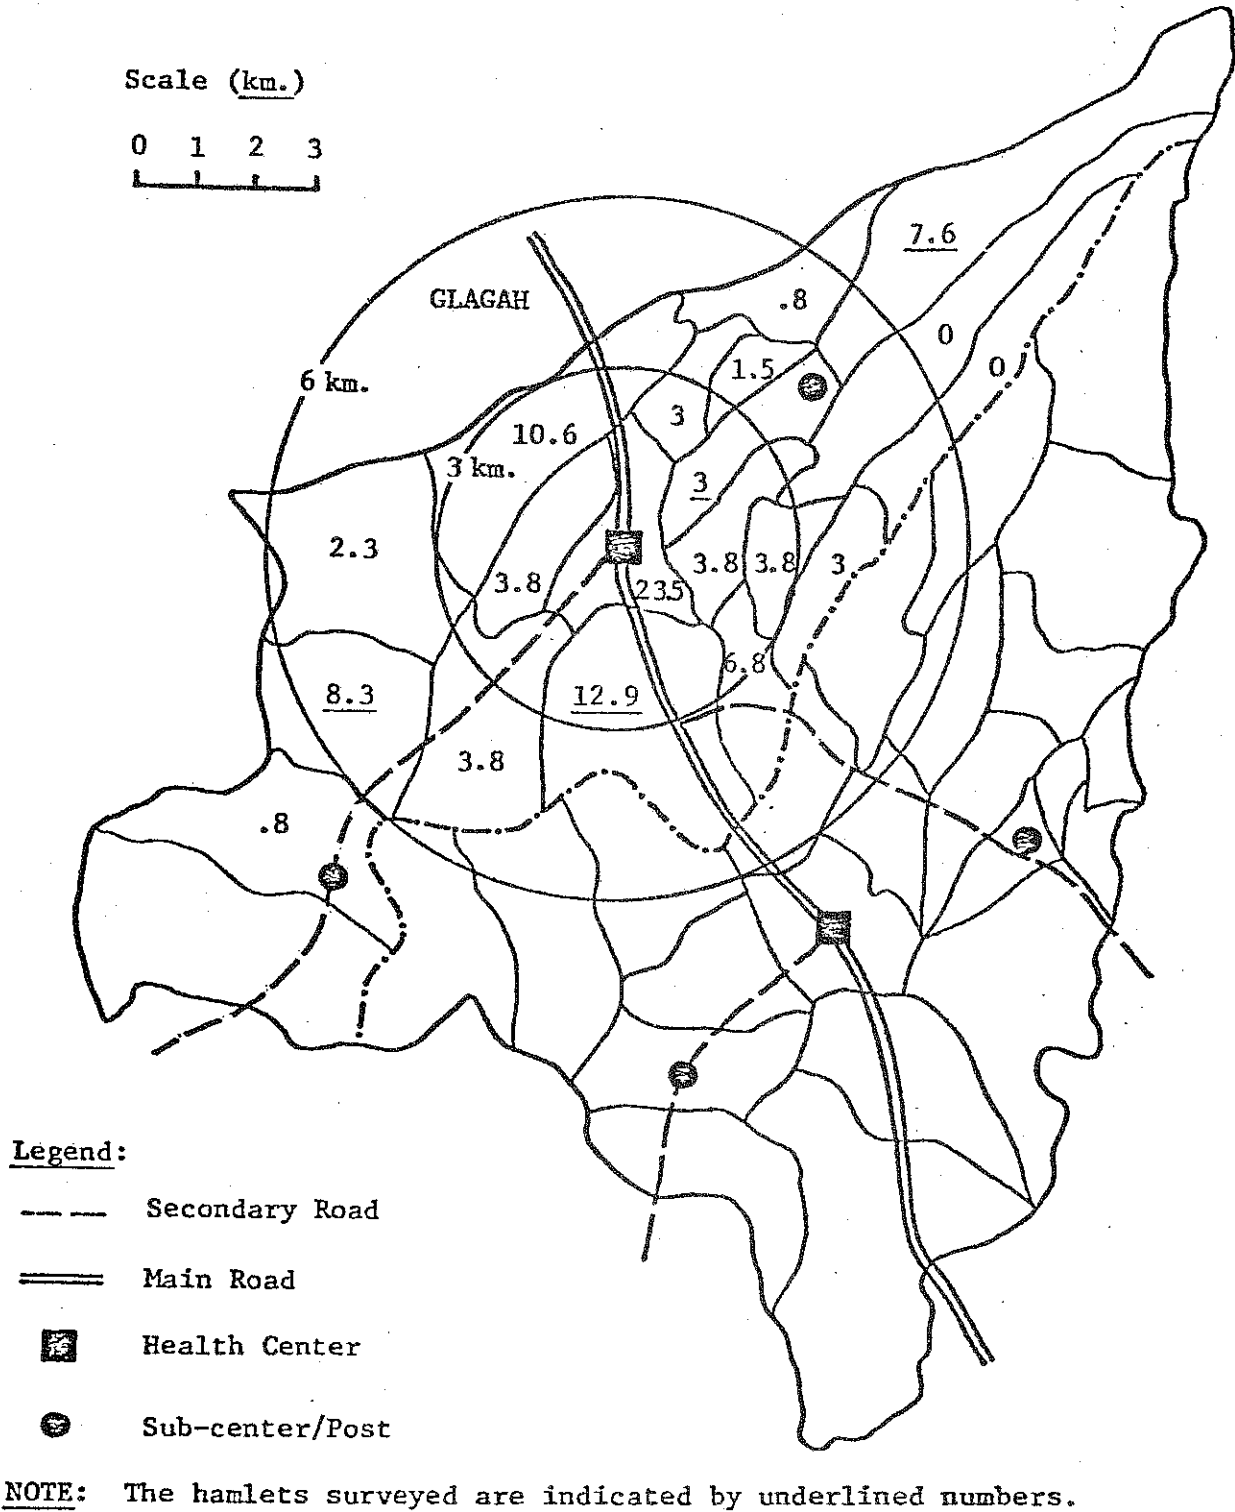 Scale (km.)
0 1 2 3
7.6
GLAGAH
.8
0
0
6 km.
1.5
3
10.6
3 km.
3
2.3
3.8
3.8
3
3.8
23.5
6.8
8.3
12.9
3.8
.8
Legend:
Secondary Road
Main Road
Health Center
Sub-center/Post
NOTE: The hamlets surveyed are indicated by underlined numbers.